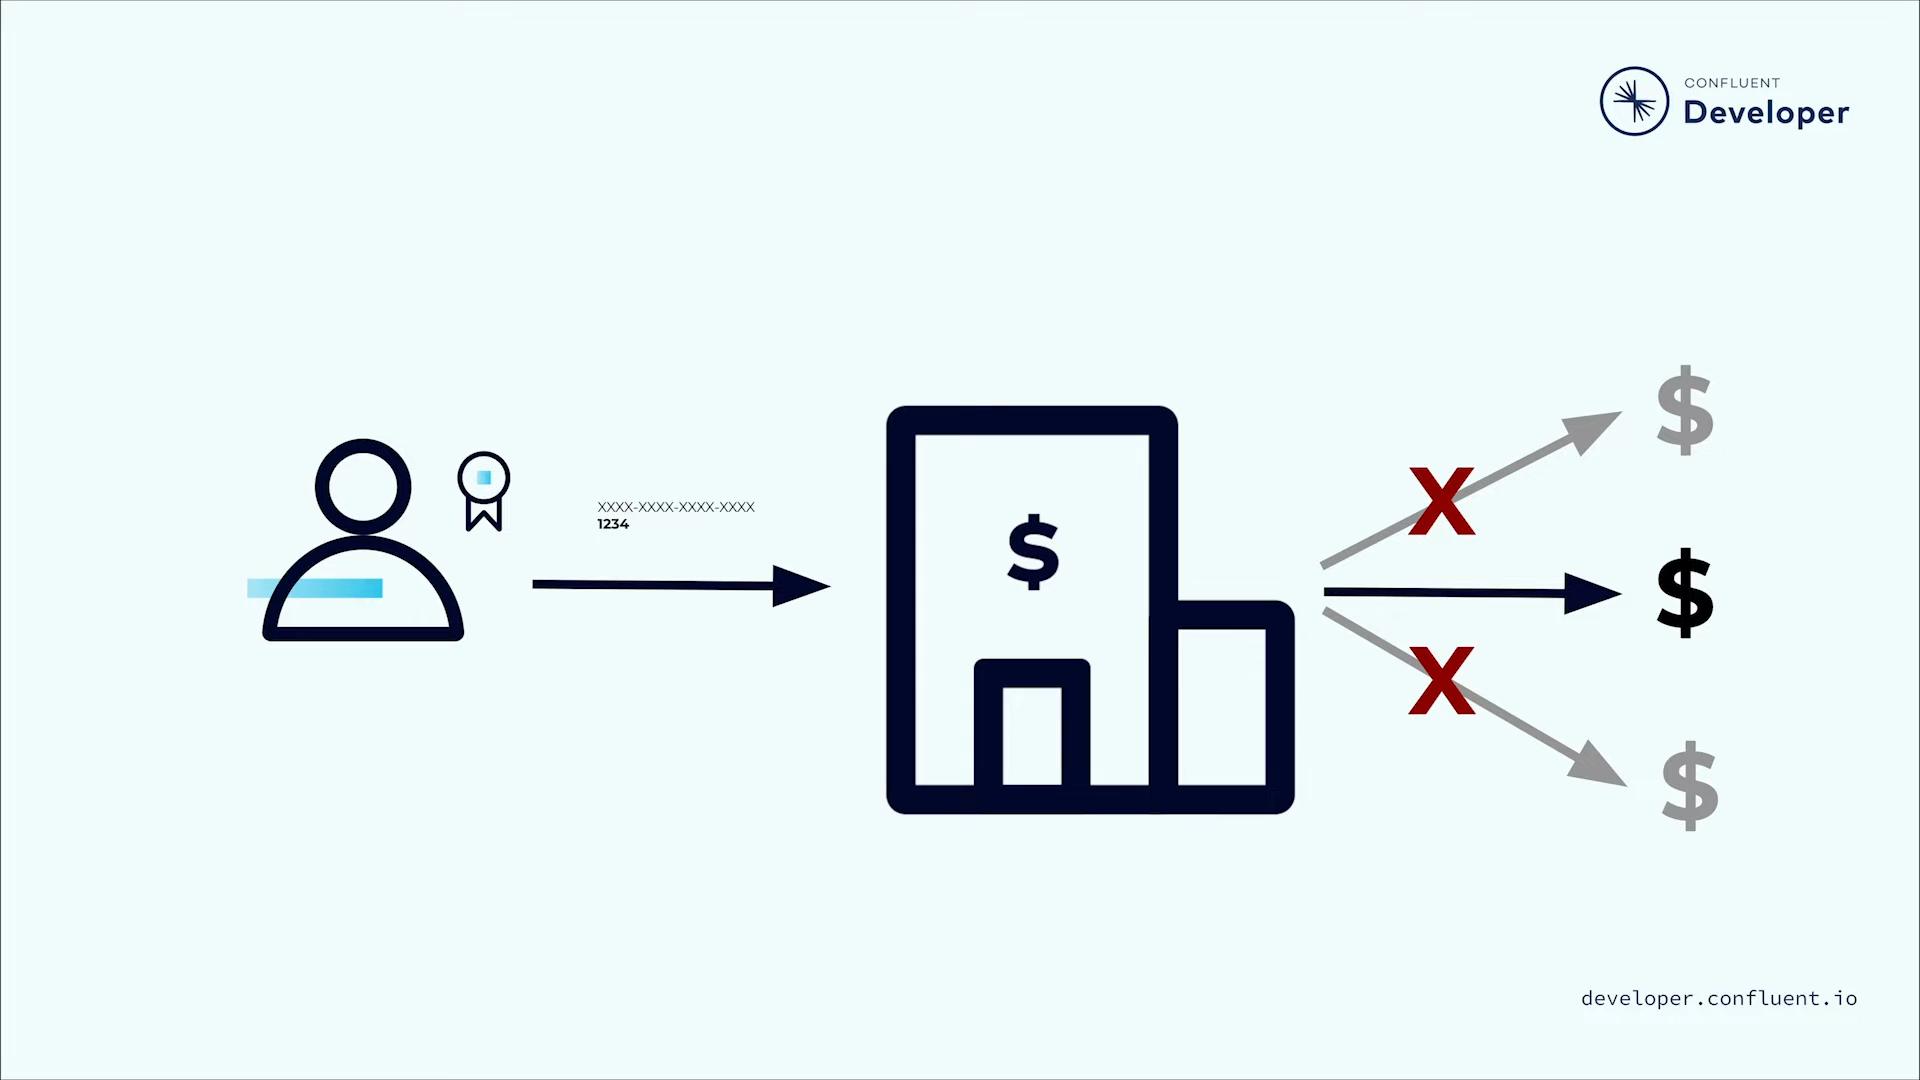 CONFLUENT
Developer
XXXX-XXXX-XXXX-XXXX
1234
$
$
$
$
X
X
developer.confluent.io